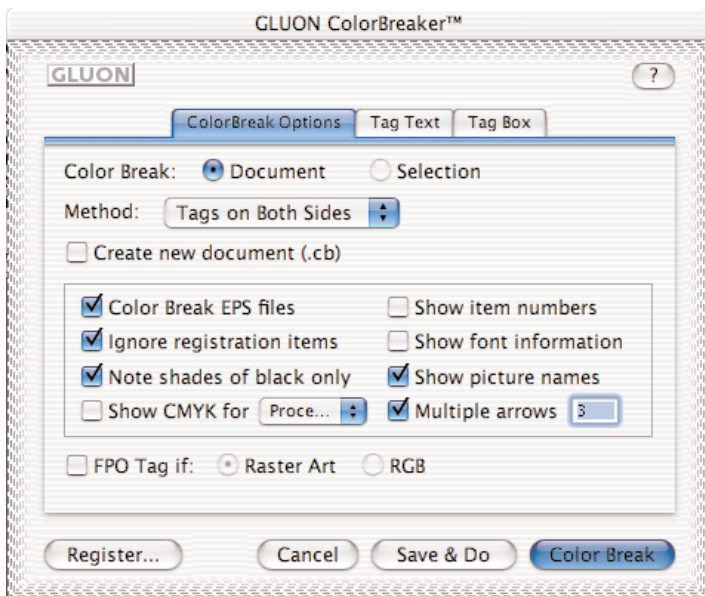 GLUON ColorBreaker™
GLUON ?
ColorBreak Options Tag Text Tag Box
Color Break: Document Selection
Method: Tags on Both Sides
Create new document (.cb)
Color Break EPS files Show item numbers
Ignore registration items Show font information
Note shades of black only Show picture names
Show CMYK for Proce... Multiple arrows 3
FPO Tag if: Raster Art RGB
Register... Cancel Save & Do Color Break